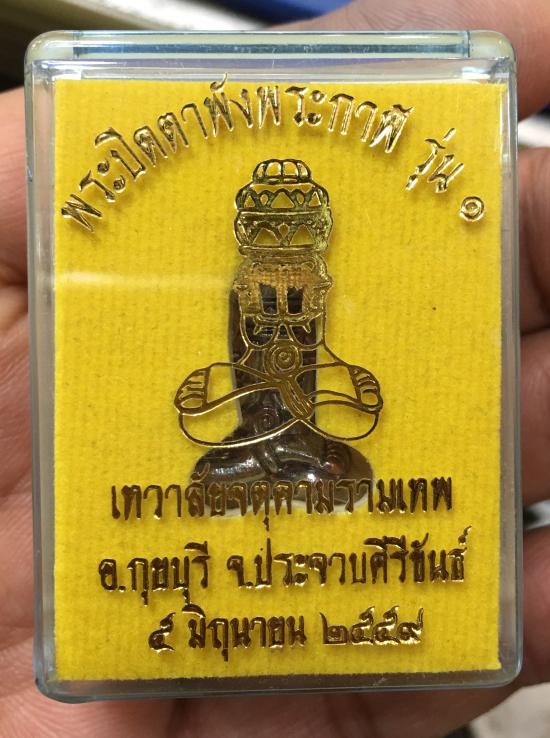 พระปิดตาพังพระกาฬ รุ่น ๑
เทวาลัยจตุคามรามเทพ
อ.กุยบุรี จ.ประจวบคีรีขันธ์
๕ มิถุนายน ๒๕๕๙